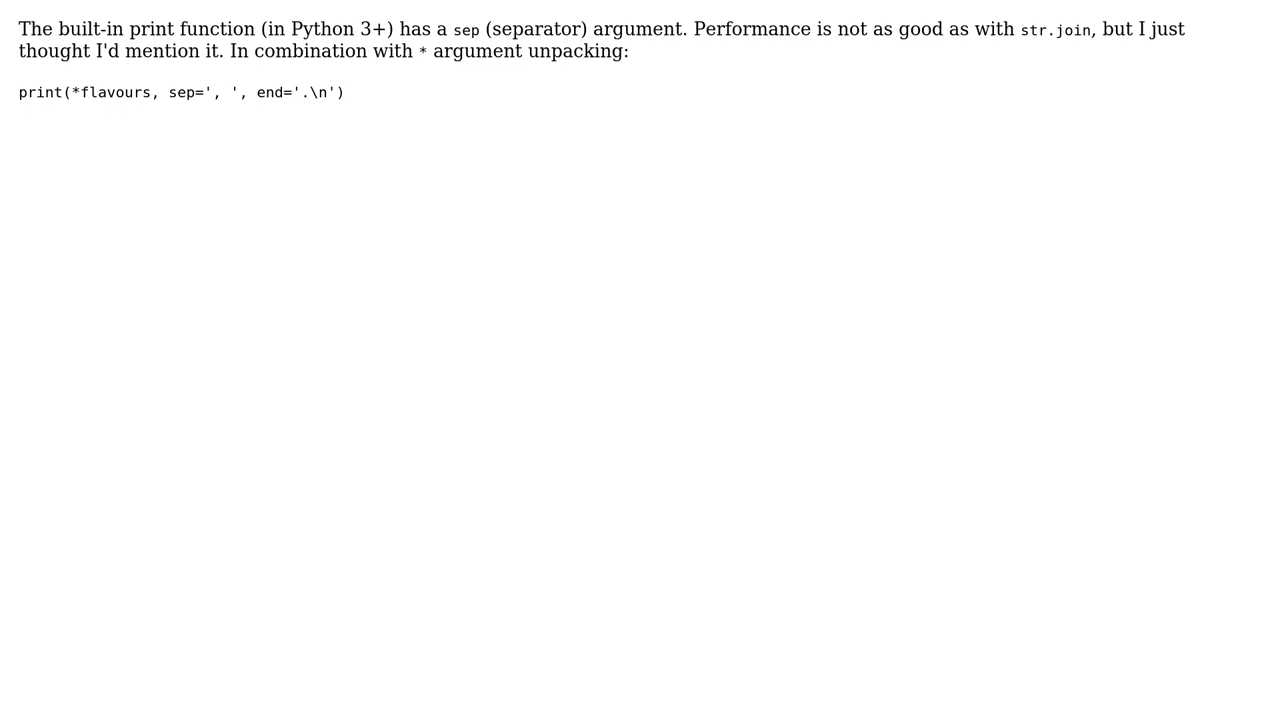 The built-in print function (in Python 3+) has a sep (separator) argument. Performance is not as good as with str.join, but I just
thought I'd mention it. In combination with * argument unpacking:
print(*flavours, sep=', ', end='.\n')